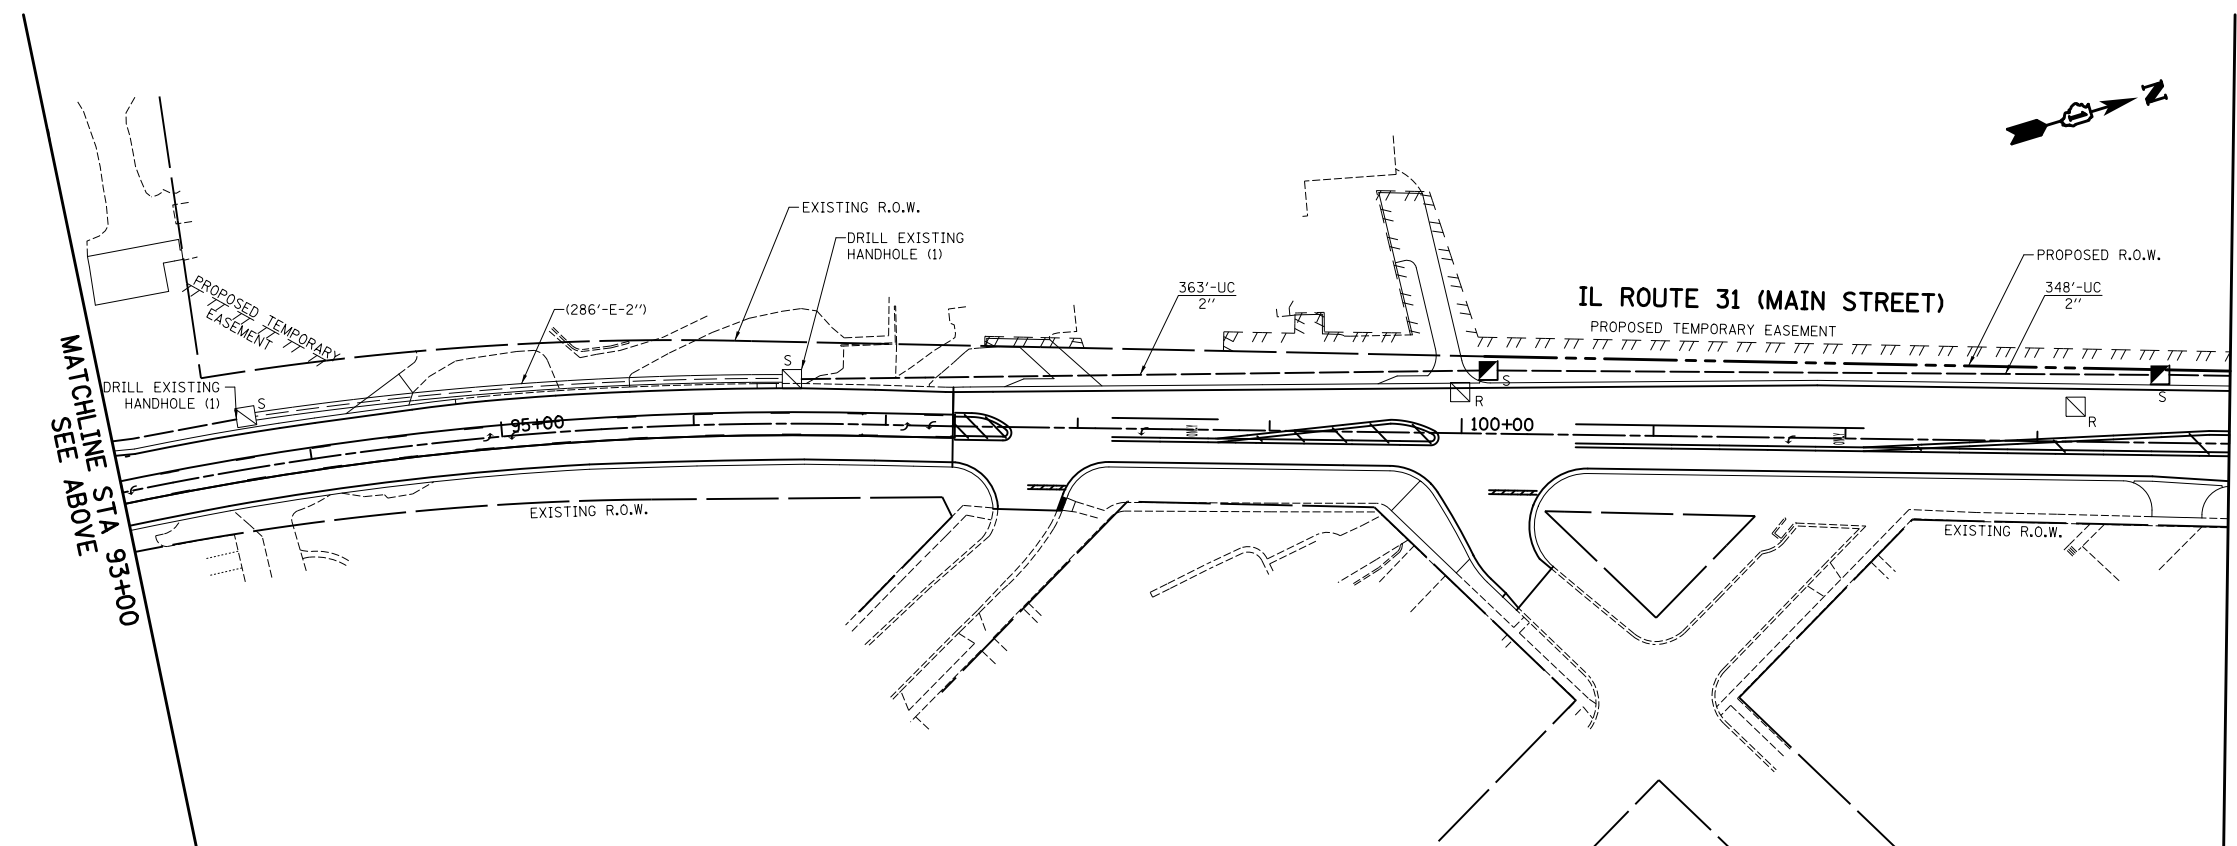 N
EXISTING R.O.W.
DRILL EXISTING
HANDHOLE (1)
PROPOSED R.O.W.
PROPOSED TEMPORARY
EASEMENT
363'-UC
2"
IL ROUTE 31 (MAIN STREET)
348'-UC
2"
(286'-E-2")
PROPOSED TEMPORARY EASEMENT
MATCHLINE STA 93+00
SEE ABOVE
DRILL EXISTING
HANDHOLE (1)
S
S
S
R
S
R
95+00
100+00
EXISTING R.O.W.
EXISTING R.O.W.